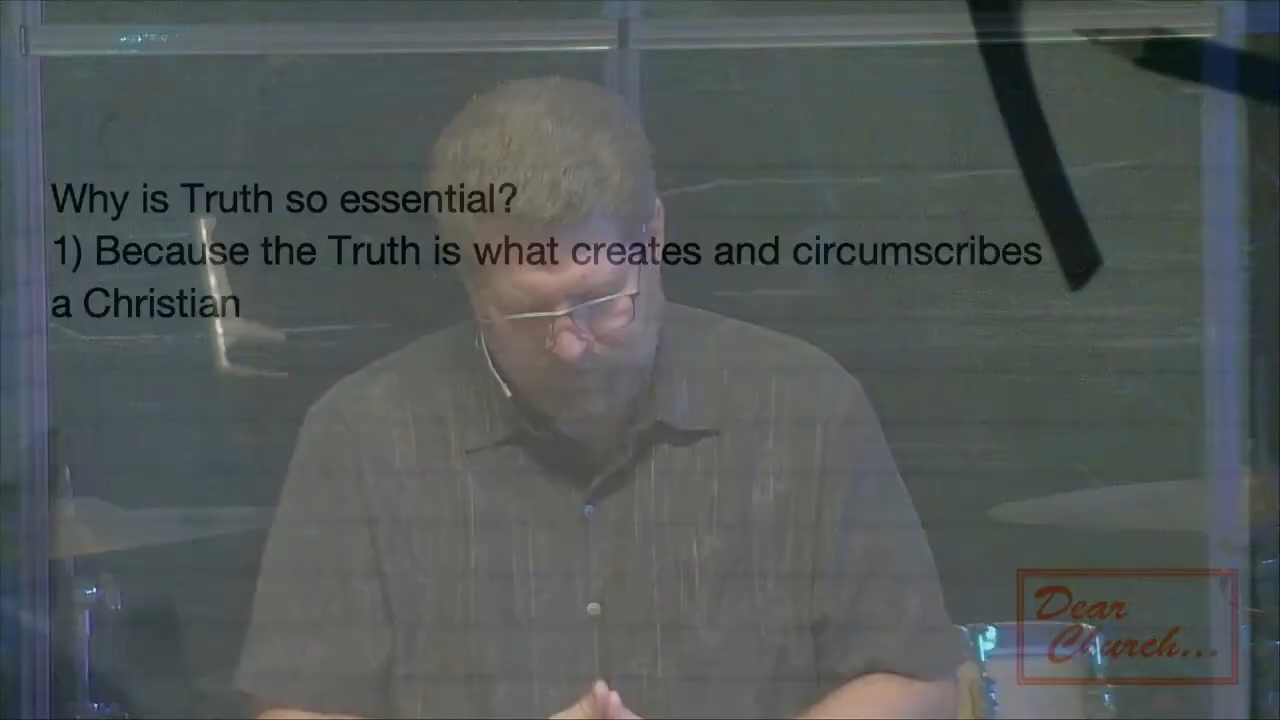 Why is Truth so essential?
1) Because the Truth is what creates and circumscribes
a Christian
Dear
Church...